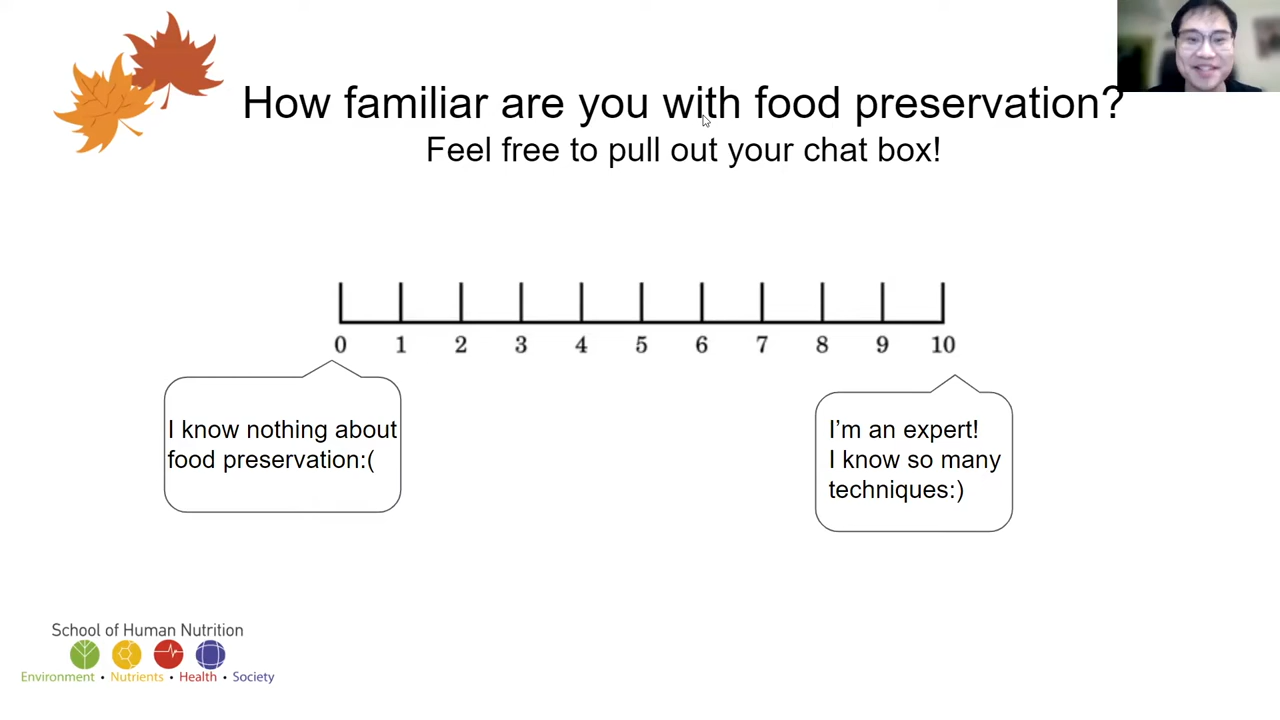 How familiar are you with food preservation?
Feel free to pull out your chat box!
0 1 2 3 4 5 6 7 8 9 10
I know nothing about
food preservation:(
I’m an expert!
I know so many
techniques:)
School of Human Nutrition
Environment • Nutrients • Health • Society